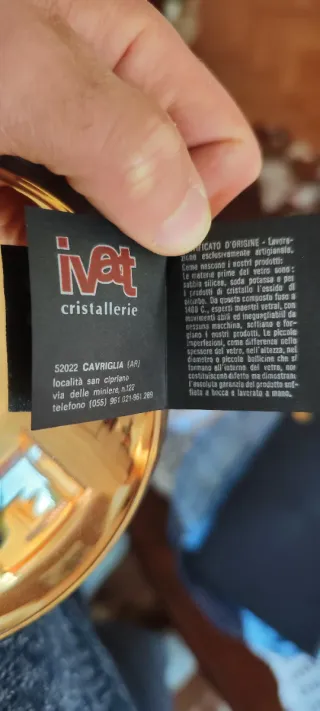 ivat
cristallerie
52022 CAVRIGLIA (AR)
località san cipriano
via delle miniere, n.122
telefono (055) 961 021-961 289
IFICATO D'ORIGINE - Lavora-
zione esclusivamente artigianale.
Come nascono i nostri prodotti:
Le materie prime del vetro sono:
sabbia silicea, soda potassa e per
i prodotti di cristallo l'ossido di
piombo. Da questo composto fuso a
1400 C., esperti maestri vetrai, con
movimenti abili ed ineguagliabili da
nessuna macchina, soffiano e for-
giano i nostri prodotti. Le piccole
imperfezioni, come differenze nello
spessore del vetro, nell'altezza, nel
diametro o piccole bollicine che si
formano all'interno del vetro, non
costituiscono difetto ma dimostrano
l'assoluta garanzia del prodotto sof-
fiato a bocca e lavorato a mano.